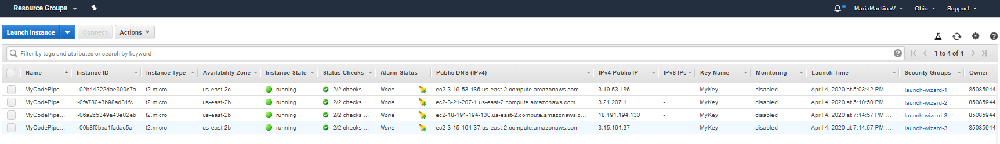 Resource Groups MariaMarkinaV Ohio Support
Launch Instance Connect Actions
Filter by tags and attributes or search by keyword 1 to 4 of 4
Name Instance ID Instance Type Availability Zone Instance State Status Checks Alarm Status Public DNS (IPv4) IPv4 Public IP IPv6 IPs Key Name Monitoring Launch Time Security Groups Owner
MyCodePipe... i-02b44222dae900c7a t2.micro us-east-2c running 2/2 checks ... None ec2-3-19-53-186.us-east-2.compute.amazonaws.com 3.19.53.186 - MyKey disabled April 4, 2020 at 5:03:42 PM ... launch-wizard-1 85085944
MyCodePipe... i-0fa78043b98ad81fc t2.micro us-east-2b running 2/2 checks ... None ec2-3-21-207-1.us-east-2.compute.amazonaws.com 3.21.207.1 - MyKey disabled April 4, 2020 at 5:10:50 PM ... launch-wizard-2 85085944
MyCodePipe... i-06a2c5349e43e02eb t2.micro us-east-2b running 2/2 checks ... None ec2-18-191-194-130.us-east-2.compute.amazonaws.c... 18.191.194.130 - MyKey disabled April 4, 2020 at 7:14:57 PM ... launch-wizard-3 85085944
MyCodePipe... i-09b8f0bca1fadac5a t2.micro us-east-2b running 2/2 checks ... None ec2-3-15-164-37.us-east-2.compute.amazonaws.com 3.15.164.37 - MyKey disabled April 4, 2020 at 7:14:57 PM ... launch-wizard-3 85085944